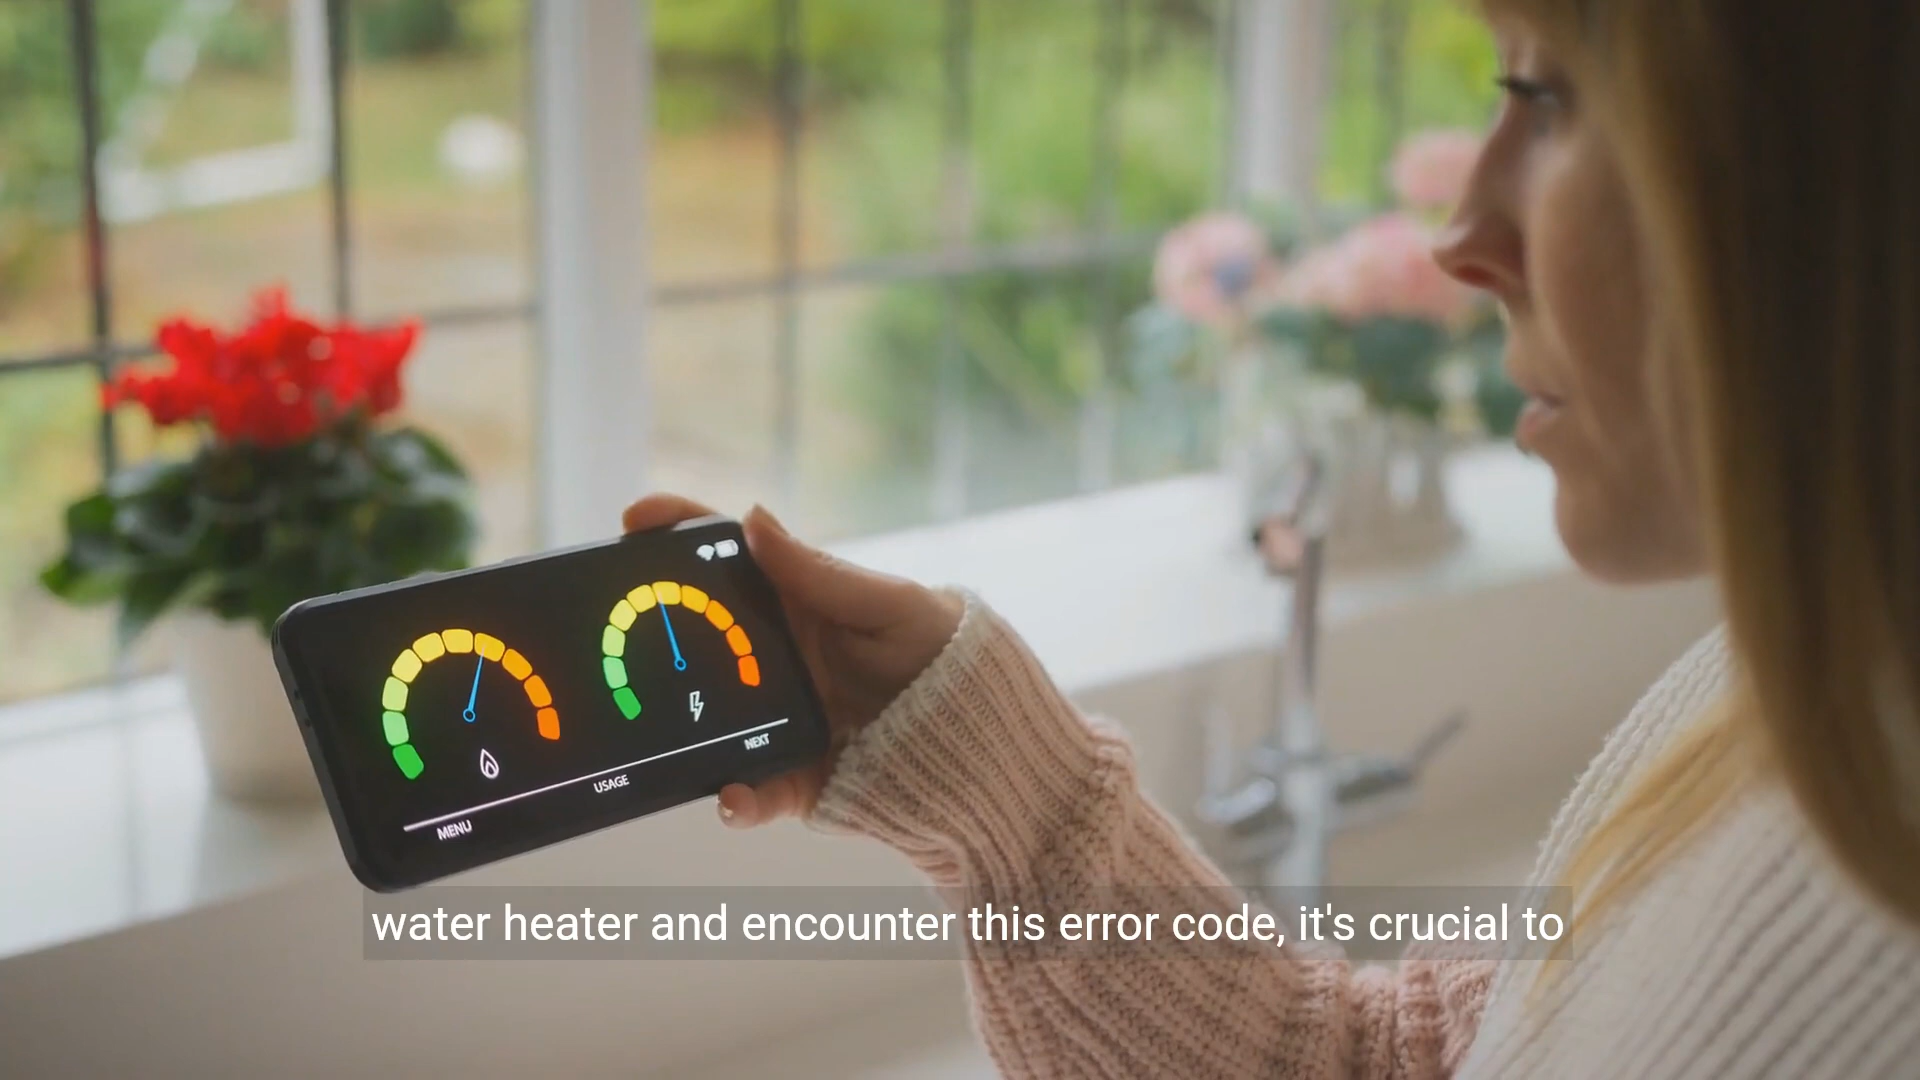 NEXT
USAGE
MENU
water heater and encounter this error code, it's crucial to